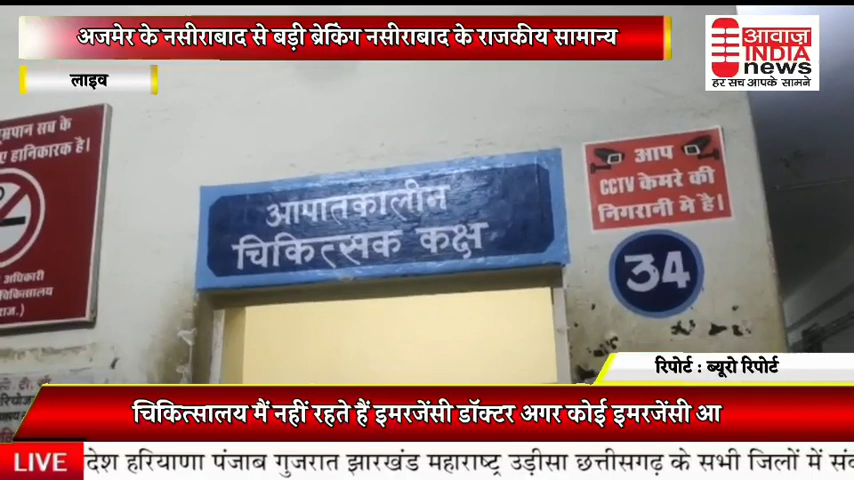 अजमेर के नसीराबाद से बड़ी ब्रेकिंग नसीराबाद के राजकीय सामान्य
आवाज़
INDIA
news
हर सच आपके सामने
लाइव
सब के
हानिकारक है।
अधिकारी
चिकित्सालय
आपातकालीन
चिकित्सक कक्ष
आप
CCTV केमरे की
निगरानी मे है।
34
रिपोर्ट : ब्यूरो रिपोर्ट
चिकित्सालय मैं नहीं रहते हैं इमरजेंसी डॉक्टर अगर कोई इमरजेंसी आ
LIVE
देश हरियाणा पंजाब गुजरात झारखंड महाराष्ट्र उड़ीसा छत्तीसगढ़ के सभी जिलों में